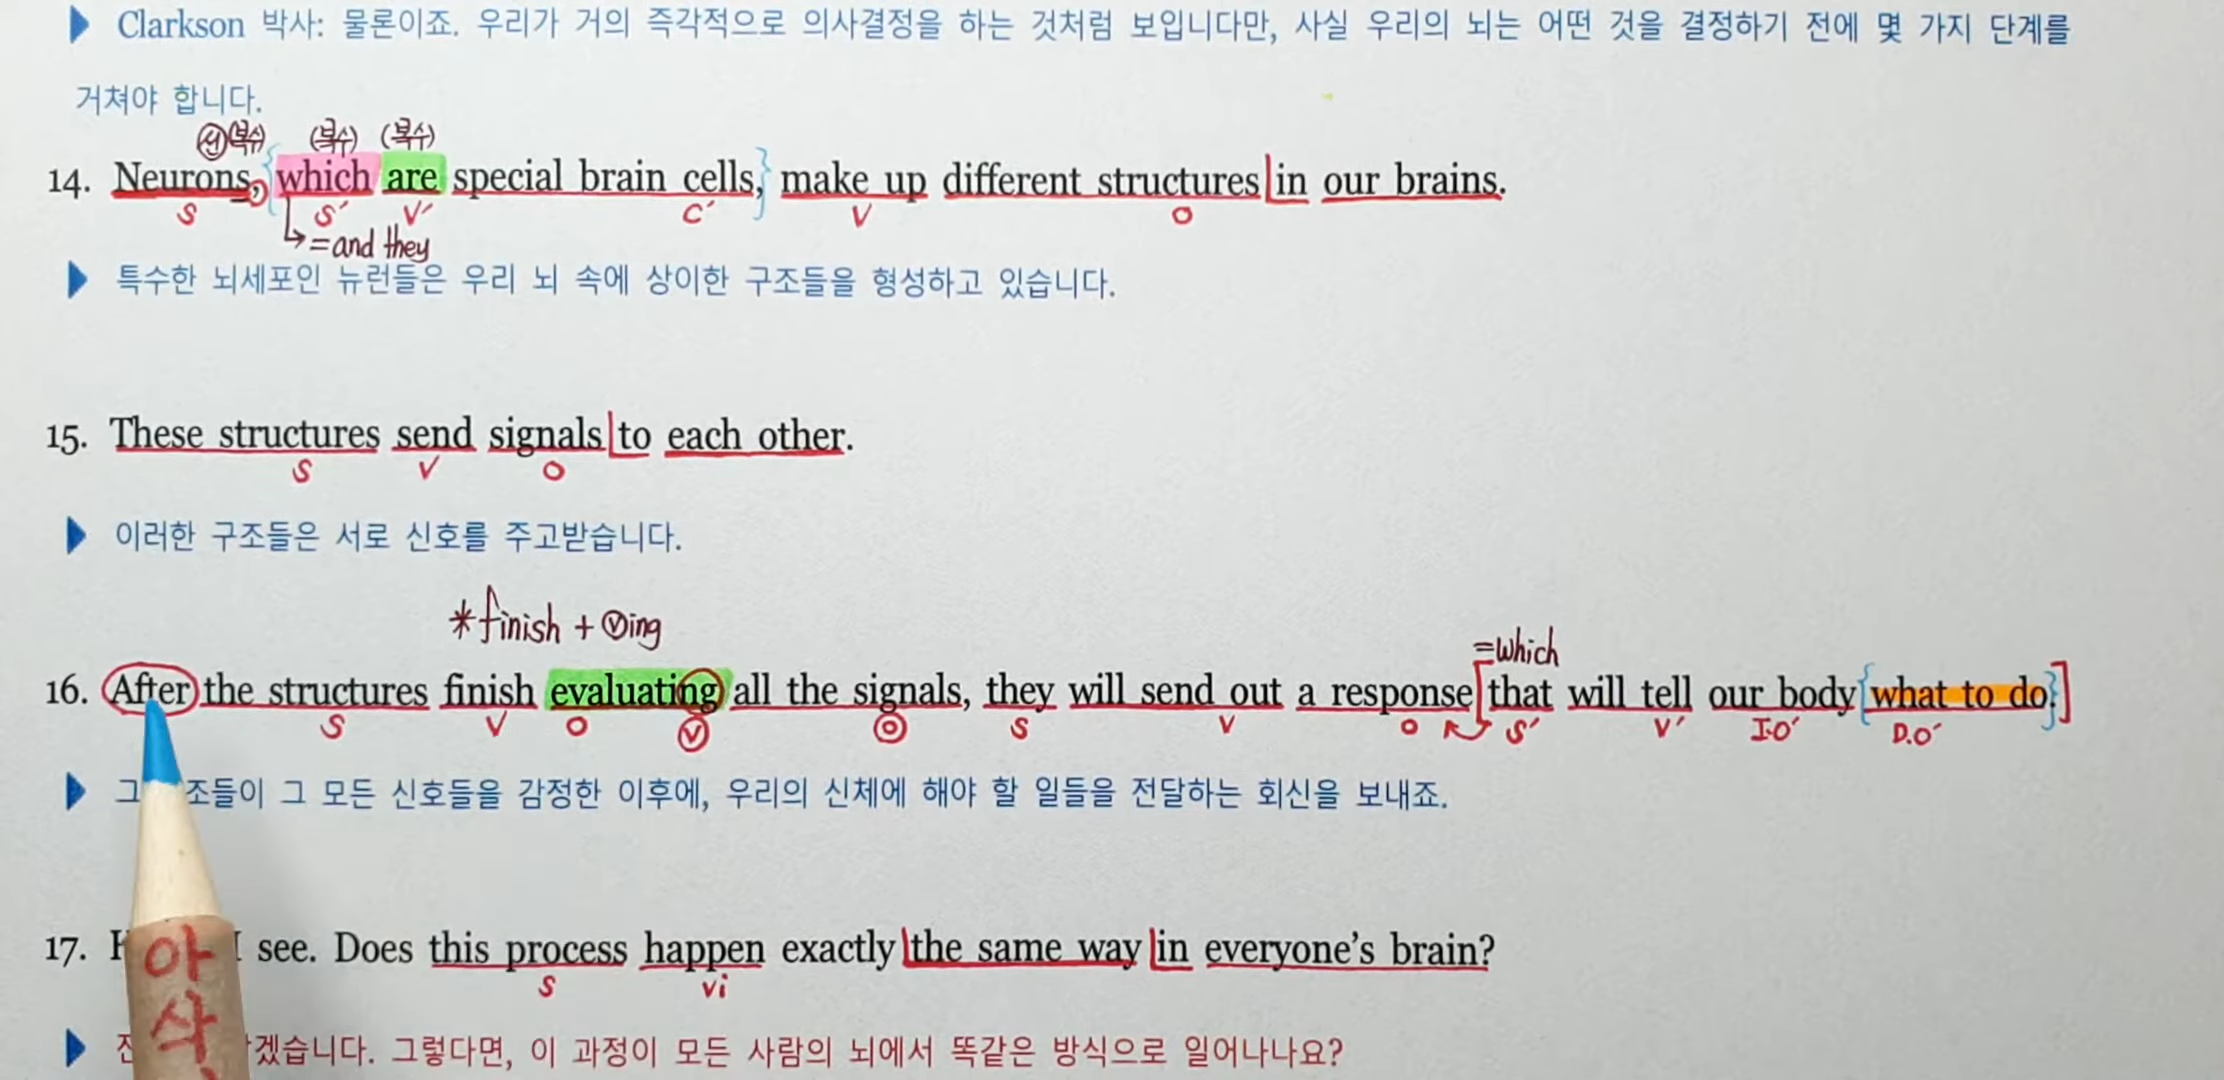 ▶ Clarkson 박사: 물론이죠. 우리가 거의 즉각적으로 의사결정을 하는 것처럼 보입니다만, 사실 우리의 뇌는 어떤 것을 결정하기 전에 몇 가지 단계를
거쳐야 합니다.
선 (복수) (복수) (복수)
14. Neurons, { which are special brain cells, } make up different structures in our brains.
S S′ V′ C′ V O
↳ = and they
▶ 특수한 뇌세포인 뉴런들은 우리 뇌 속에 상이한 구조들을 형성하고 있습니다.
15. These structures send signals to each other.
S V O
▶ 이러한 구조들은 서로 신호를 주고받습니다.
* finish + Ving
=which
16. After the structures finish evaluating all the signals, they will send out a response [ that will tell our body { what to do. } ]
S V O V O S V O S′ V′ I·O′ D.O′
▶ 그 조들이 그 모든 신호들을 감정한 이후에, 우리의 신체에 해야 할 일들을 전달하는 회신을 보내죠.
17. I see. Does this process happen exactly the same way in everyone's brain?
S vi
▶ 겠습니다. 그렇다면, 이 과정이 모든 사람의 뇌에서 똑같은 방식으로 일어나나요?
아
삭